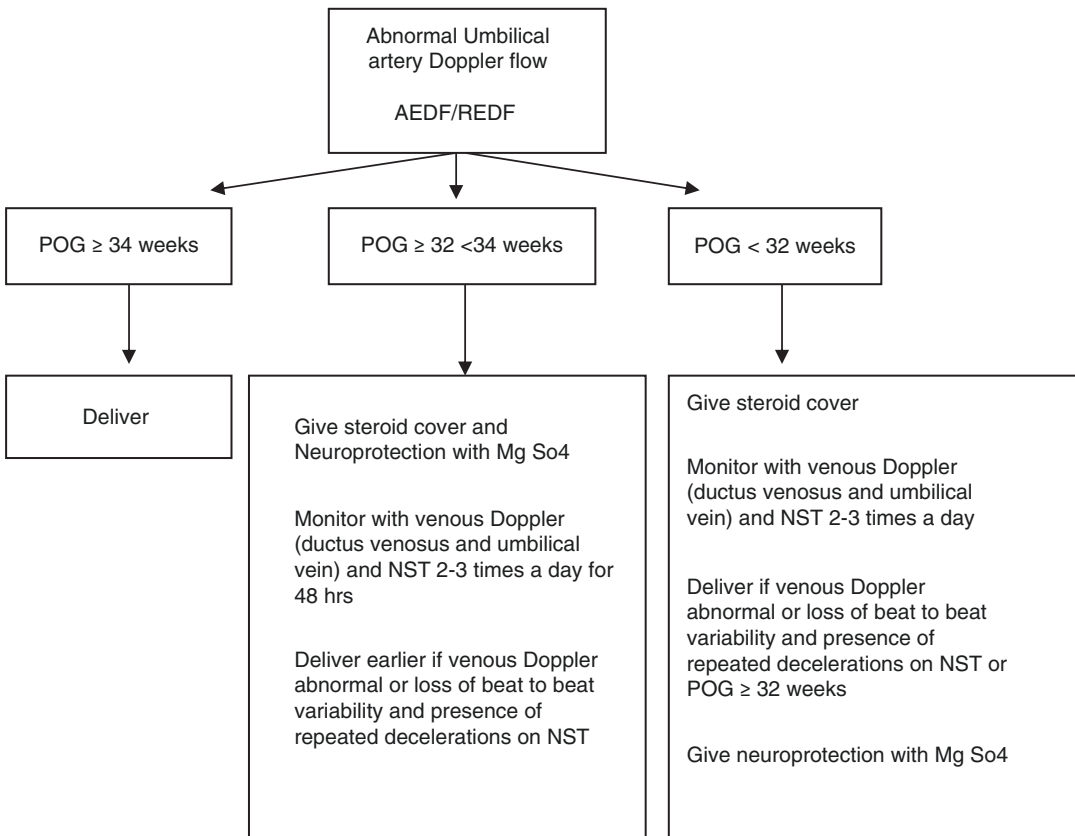 Abnormal Umbilical
artery Doppler flow
AEDF/REDF
POG ≥ 34 weeks
POG ≥ 32 <34 weeks
POG < 32 weeks
Deliver
Give steroid cover and
Neuroprotection with Mg So4
Monitor with venous Doppler
(ductus venosus and umbilical
vein) and NST 2-3 times a day for
48 hrs
Deliver earlier if venous Doppler
abnormal or loss of beat to beat
variability and presence of
repeated decelerations on NST
Give steroid cover
Monitor with venous Doppler
(ductus venosus and umbilical
vein) and NST 2-3 times a day
Deliver if venous Doppler
abnormal or loss of beat to beat
variability and presence of
repeated decelerations on NST or
POG ≥ 32 weeks
Give neuroprotection with Mg So4